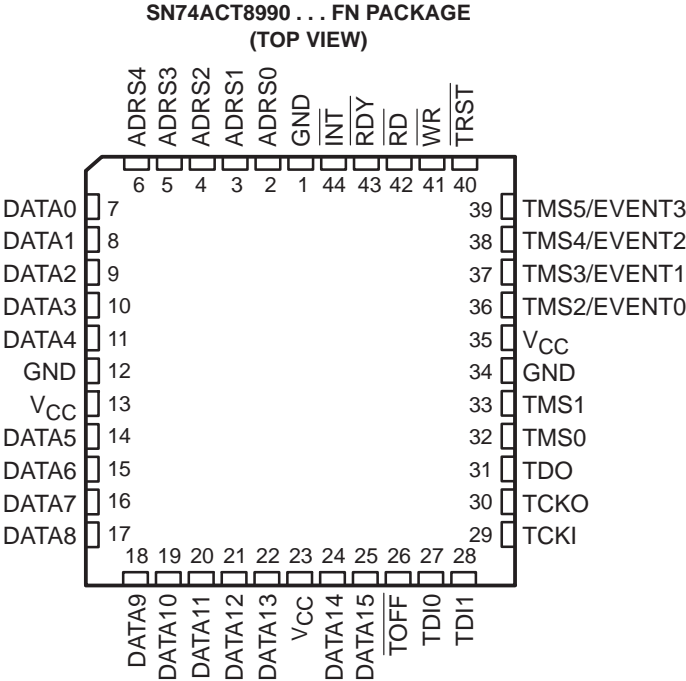 SN74ACT8990 . . . FN PACKAGE
(TOP VIEW)
ADRS4
ADRS3
ADRS2
ADRS1
ADRS0
GND
INT
RDY
RD
WR
TRST
6 5 4 3 2 1 44 43 42 41 40
DATA0 7
DATA1 8
DATA2 9
DATA3 10
DATA4 11
GND 12
VCC 13
DATA5 14
DATA6 15
DATA7 16
DATA8 17
39 TMS5/EVENT3
38 TMS4/EVENT2
37 TMS3/EVENT1
36 TMS2/EVENT0
35 VCC
34 GND
33 TMS1
32 TMS0
31 TDO
30 TCKO
29 TCKI
18 19 20 21 22 23 24 25 26 27 28
DATA9
DATA10
DATA11
DATA12
DATA13
VCC
DATA14
DATA15
TOFF
TDI0
TDI1